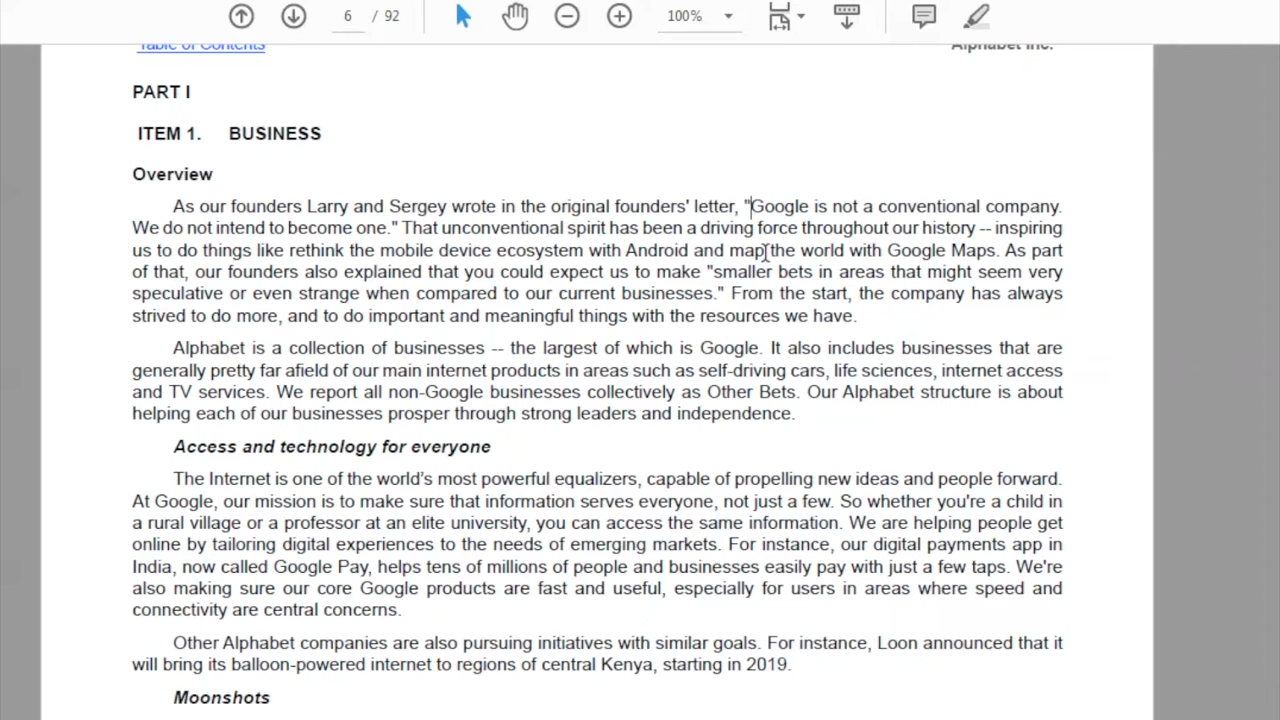 6 / 92 100%
Table of Contents Alphabet Inc.
PART I
ITEM 1. BUSINESS
Overview
As our founders Larry and Sergey wrote in the original founders' letter, "Google is not a conventional company.
We do not intend to become one." That unconventional spirit has been a driving force throughout our history -- inspiring
us to do things like rethink the mobile device ecosystem with Android and map the world with Google Maps. As part
of that, our founders also explained that you could expect us to make "smaller bets in areas that might seem very
speculative or even strange when compared to our current businesses." From the start, the company has always
strived to do more, and to do important and meaningful things with the resources we have.
Alphabet is a collection of businesses -- the largest of which is Google. It also includes businesses that are
generally pretty far afield of our main internet products in areas such as self-driving cars, life sciences, internet access
and TV services. We report all non-Google businesses collectively as Other Bets. Our Alphabet structure is about
helping each of our businesses prosper through strong leaders and independence.
Access and technology for everyone
The Internet is one of the world’s most powerful equalizers, capable of propelling new ideas and people forward.
At Google, our mission is to make sure that information serves everyone, not just a few. So whether you're a child in
a rural village or a professor at an elite university, you can access the same information. We are helping people get
online by tailoring digital experiences to the needs of emerging markets. For instance, our digital payments app in
India, now called Google Pay, helps tens of millions of people and businesses easily pay with just a few taps. We're
also making sure our core Google products are fast and useful, especially for users in areas where speed and
connectivity are central concerns.
Other Alphabet companies are also pursuing initiatives with similar goals. For instance, Loon announced that it
will bring its balloon-powered internet to regions of central Kenya, starting in 2019.
Moonshots